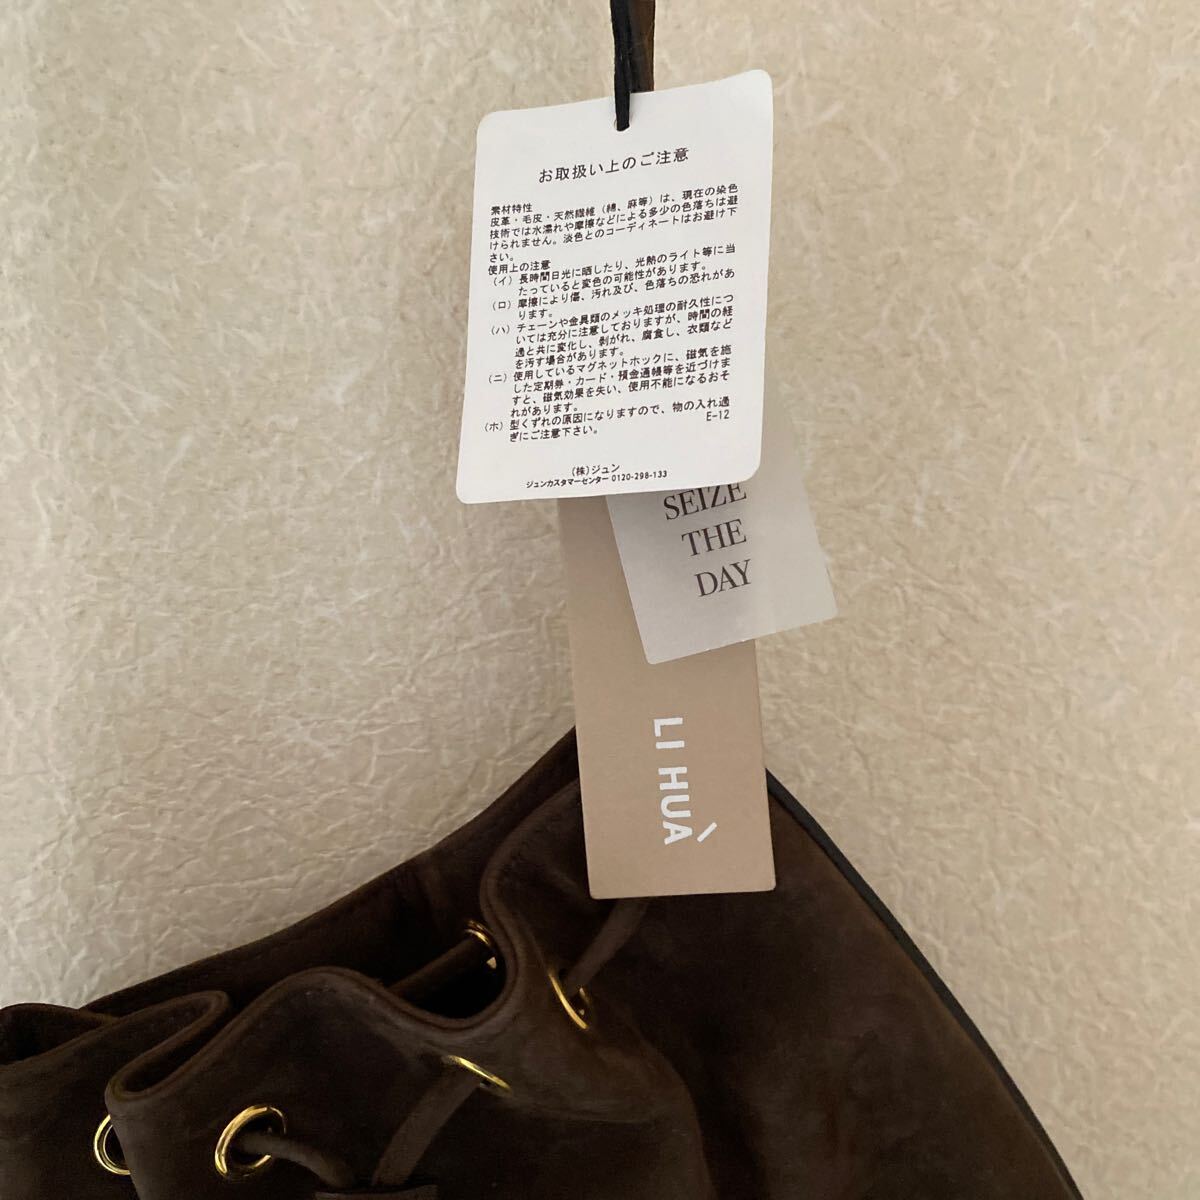 お取扱い上のご注意
素材特性
皮革・毛皮・天然繊維（綿、麻等）は、現在の染色
技術では水濡れや摩擦などによる多少の色落ちは避
けられません。淡色とのコーディネートはお避け下
さい。
使用上の注意
（イ）長時間日光に晒したり、光熱のライト等に当
たっていると変色の可能性があります。
（ロ）摩擦により傷、汚れ及び、色落ちの恐れがあ
ります。
（ハ）チェーンや金具類のメッキ処理の耐久性につ
いては充分に注意しておりますが、時間の経
過と共に変化し、剥がれ、腐食し、衣類など
を汚す場合があります。
（ニ）使用しているマグネットホックに、磁気を施
した定期券・カード・預金通帳等を近づけま
すと、磁気効果を失い、使用不能になるおそ
れがあります。
（ホ）型くずれの原因になりますので、物の入れ過
ぎにご注意下さい。
E-12
（株）ジュン
ジュンカスタマーセンター 0120-298-133
SEIZE
THE
DAY
LI HUÀ